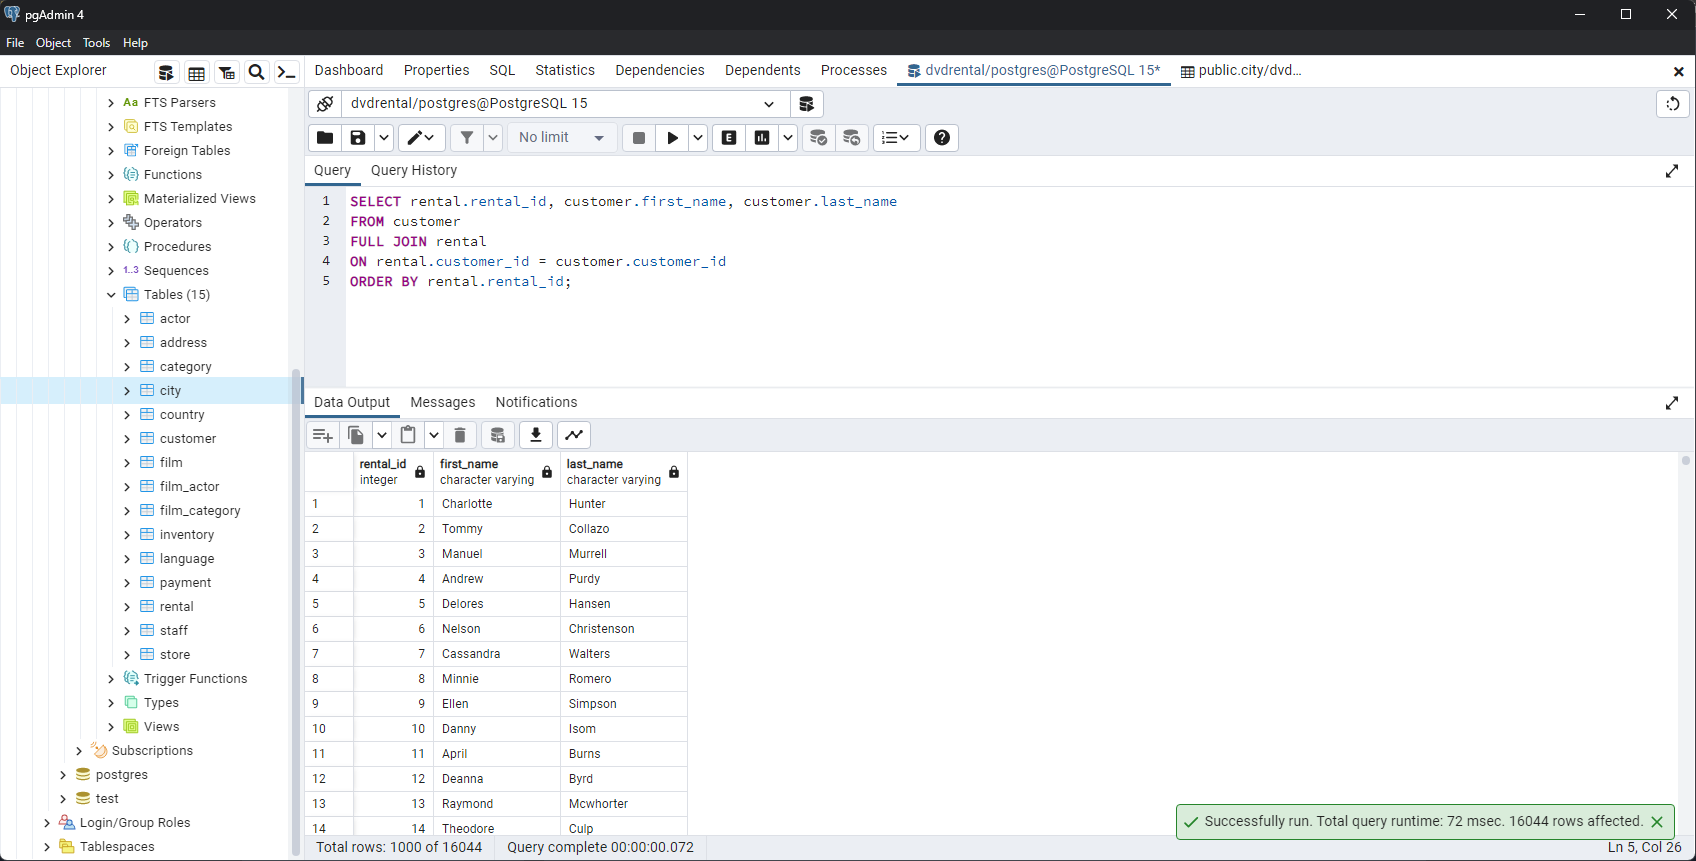 pgAdmin 4
File Object Tools Help
Object Explorer
Dashboard Properties SQL Statistics Dependencies Dependents Processes dvdrental/postgres@PostgreSQL 15* public.city/dvd...
FTS Parsers
FTS Templates
Foreign Tables
Functions
Materialized Views
Operators
Procedures
1..3 Sequences
Tables (15)
actor
address
category
city
country
customer
film
film_actor
film_category
inventory
language
payment
rental
staff
store
Trigger Functions
Types
Views
Subscriptions
postgres
test
Login/Group Roles
Tablespaces
dvdrental/postgres@PostgreSQL 15
No limit
Query Query History
1 SELECT rental.rental_id, customer.first_name, customer.last_name
2 FROM customer
3 FULL JOIN rental
4 ON rental.customer_id = customer.customer_id
5 ORDER BY rental.rental_id;
Data Output Messages Notifications
rental_id first_name last_name
integer character varying character varying
1 1 Charlotte Hunter
2 2 Tommy Collazo
3 3 Manuel Murrell
4 4 Andrew Purdy
5 5 Delores Hansen
6 6 Nelson Christenson
7 7 Cassandra Walters
8 8 Minnie Romero
9 9 Ellen Simpson
10 10 Danny Isom
11 11 April Burns
12 12 Deanna Byrd
13 13 Raymond Mcwhorter
14 14 Theodore Culp
Successfully run. Total query runtime: 72 msec. 16044 rows affected.
Total rows: 1000 of 16044 Query complete 00:00:00.072 Ln 5, Col 26